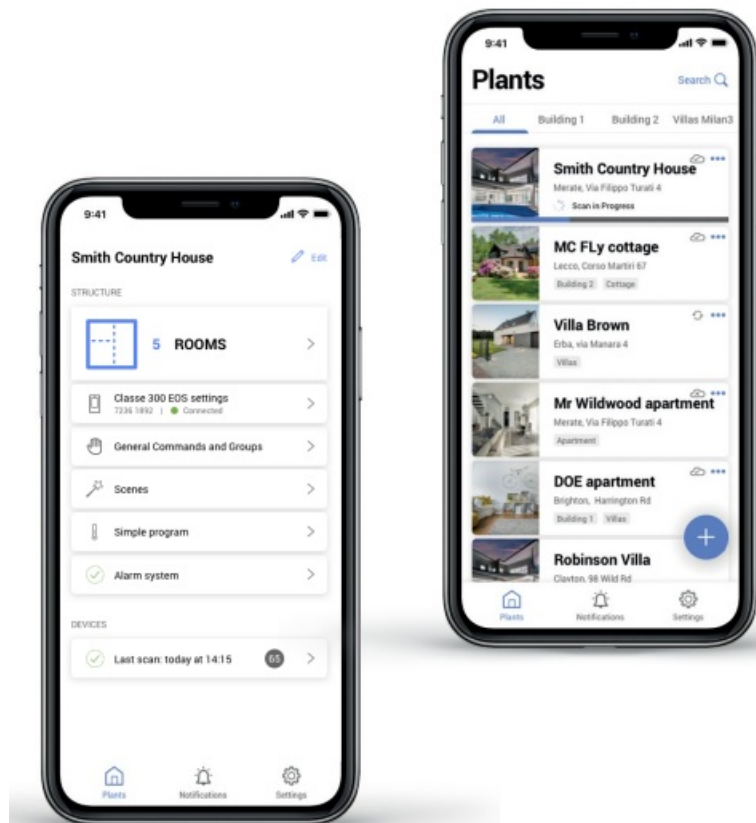 9:41
Smith Country House
Edit
STRUCTURE
5 ROOMS
Classe 300 EOS settings
7236 1892 | Connected
General Commands and Groups
Scenes
Simple program
Alarm system
DEVICES
Last scan: today at 14:15
65
Plants
Notifications
Settings
9:41
Plants
Search
All
Building 1
Building 2
Villas Milan3
Smith Country House
Merate, Via Filippo Turati 4
Scan in Progress
MC FLy cottage
Lecco, Corso Martiri 67
Building 2 Cottage
Villa Brown
Erba, via Manara 4
Villas
Mr Wildwood apartment
Merate, Via Filippo Turati 4
Apartment
DOE apartment
Brighton, Harrington Rd
Building 1 Villas
Robinson Villa
Clayton, 98 Wild Rd
Plants
Notifications
Settings